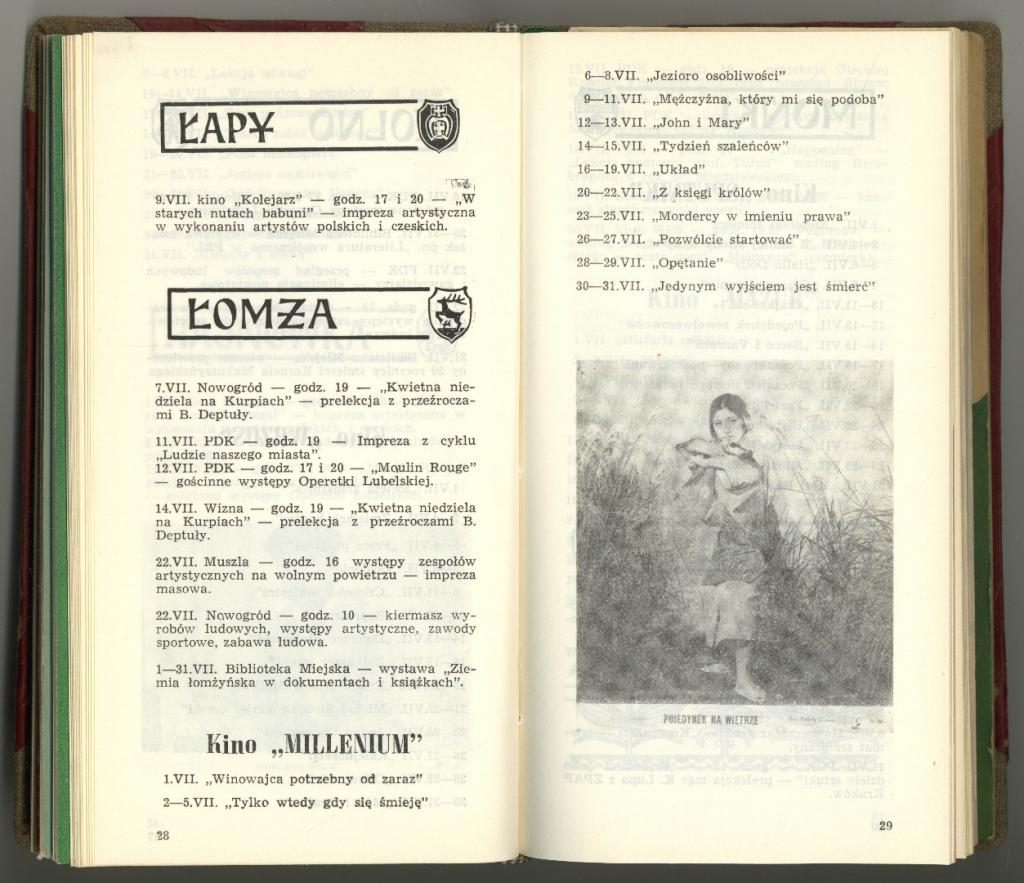 ŁAPY
9.VII. kino „Kolejarz” — godz. 17 i 20 — „W
starych nutach babuni” — impreza artystyczna
w wykonaniu artystów polskich i czeskich.
ŁOMŻA
7.VII. Nowogród — godz. 19 — „Kwietna nie-
dziela na Kurpiach” — prelekcja z przeźrocza-
mi B. Deptuły.
11.VII. PDK — godz. 19 — Impreza z cyklu
„Ludzie naszego miasta”.
12.VII. PDK — godz. 17 i 20 — „Moulin Rouge”
— gościnne występy Operetki Lubelskiej.
14.VII. Wizna — godz. 19 — „Kwietna niedziela
na Kurpiach” — prelekcja z przeźroczami B.
Deptuły.
22.VII. Muszla — godz. 16 występy zespołów
artystycznych na wolnym powietrzu — impreza
masowa.
22.VII. Nowogród — godz. 10 — kiermasz wy-
robów ludowych, występy artystyczne, zawody
sportowe, zabawa ludowa.
1—31.VII. Biblioteka Miejska — wystawa „Zie-
mia łomżyńska w dokumentach i książkach”.
Kino „MILLENIUM”
1.VII. „Winowajca potrzebny od zaraz”
2—5.VII. „Tylko wtedy gdy się śmieję”
28
6—8.VII. „Jezioro osobliwości”
9—11.VII. „Mężczyźna, który mi się podoba”
12—13.VII. „John i Mary”
14—15.VII. „Tydzień szaleńców”
16—19.VII. „Układ”
20—22.VII. „Z księgi królów”
23—25.VII. „Mordercy w imieniu prawa”
26—27.VII. „Pozwólcie startować”
28—29.VII. „Opętanie”
30—31.VII. „Jedynym wyjściem jest śmierć”
POJEDYNEK NA WIETRZE
29